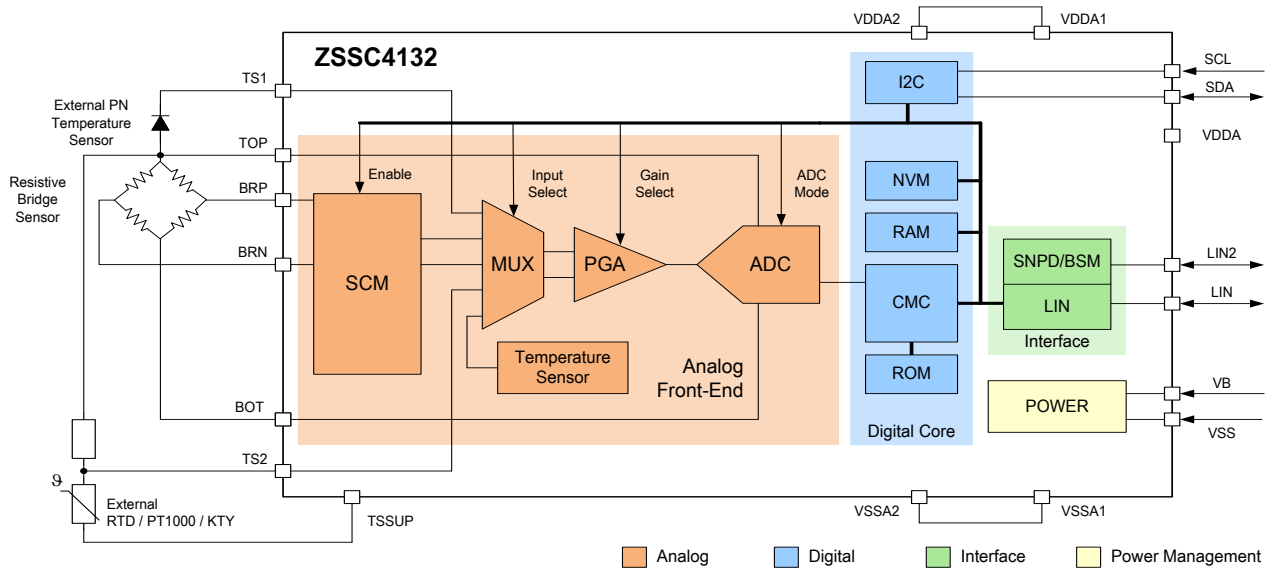 VDDA2
VDDA1
ZSSC4132
TS1
I2C
SCL
SDA
External PN
Temperature
Sensor
TOP
VDDA
Enable
Input
Select
Gain
Select
ADC
Mode
Resistive
Bridge
Sensor
BRP
NVM
RAM
BRN
SCM
MUX
PGA
ADC
SNPD/BSM
LIN2
CMC
LIN
LIN
Interface
Temperature
Sensor
Analog
Front-End
ROM
VB
BOT
POWER
Digital Core
VSS
TS2
ϑ
External
RTD / PT1000 / KTY
TSSUP
VSSA2
VSSA1
Analog
Digital
Interface
Power Management